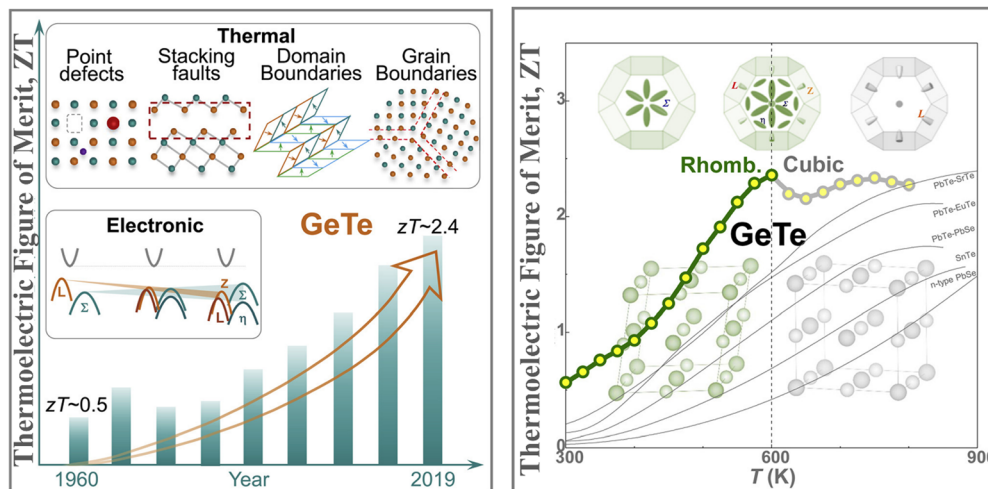 Thermoelectric Figure of Merit, ZT
Thermal
Point
defects
Stacking
faults
Domain
Boundaries
Grain
Boundaries
Electronic
L
Σ
Z
Σ
L
η
GeTe
zT~2.4
zT~0.5
1960
Year
2019
Thermoelectric Figure of Merit, ZT
3
2
1
0
Σ
L
Z
Σ
η
L
Rhomb.
Cubic
GeTe
PbTe-SrTe
PbTe-EuTe
PbTe-PbSe
SnTe
n-type PbSe
300
600
900
T (K)